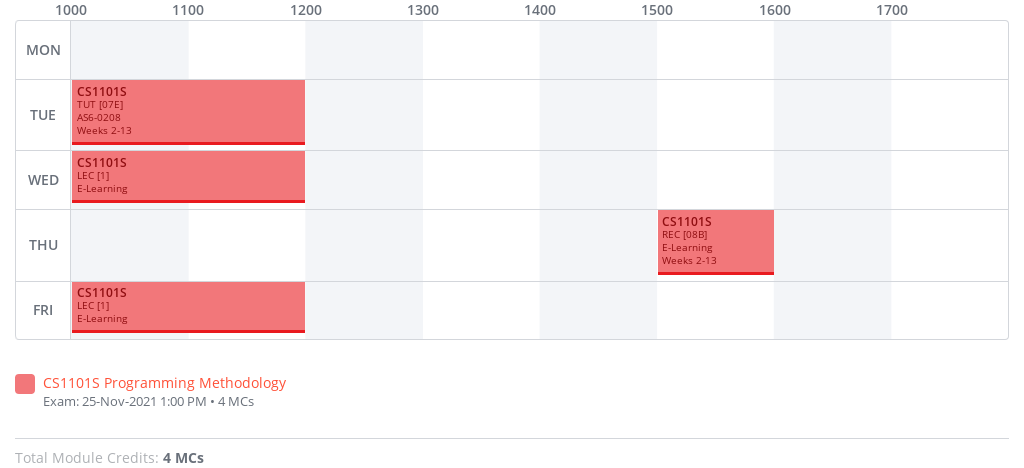 1000 1100 1200 1300 1400 1500 1600 1700
MON
TUE
CS1101S
TUT [07E]
AS6-0208
Weeks 2-13
WED
CS1101S
LEC [1]
E-Learning
THU
CS1101S
REC [08B]
E-Learning
Weeks 2-13
FRI
CS1101S
LEC [1]
E-Learning
CS1101S Programming Methodology
Exam: 25-Nov-2021 1:00 PM • 4 MCs
Total Module Credits: 4 MCs